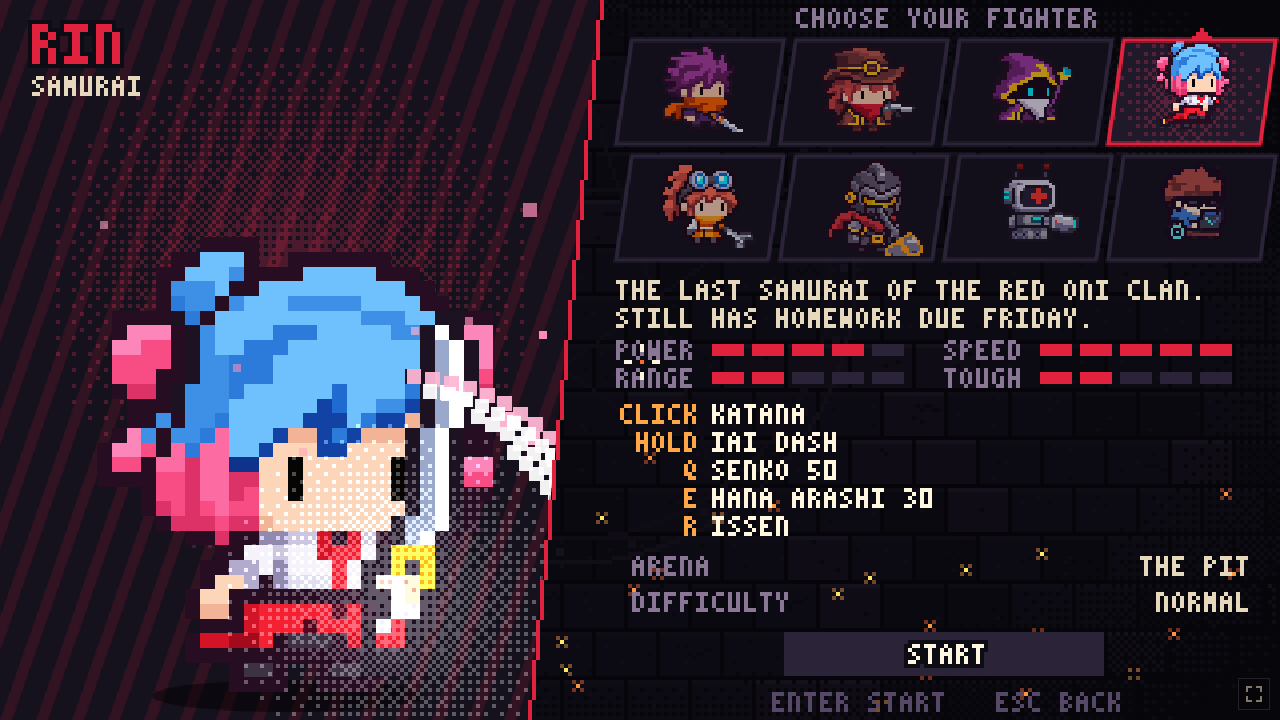 RIN
SAMURAI
CHOOSE YOUR FIGHTER
THE LAST SAMURAI OF THE RED ONI CLAN.
STILL HAS HOMEWORK DUE FRIDAY.
POWER SPEED
RANGE TOUGH
CLICK KATANA
HOLD IAI DASH
Q SENKO 50
E HANA ARASHI 30
R ISSEN
ARENA THE PIT
DIFFICULTY NORMAL
START
ENTER START ESC BACK